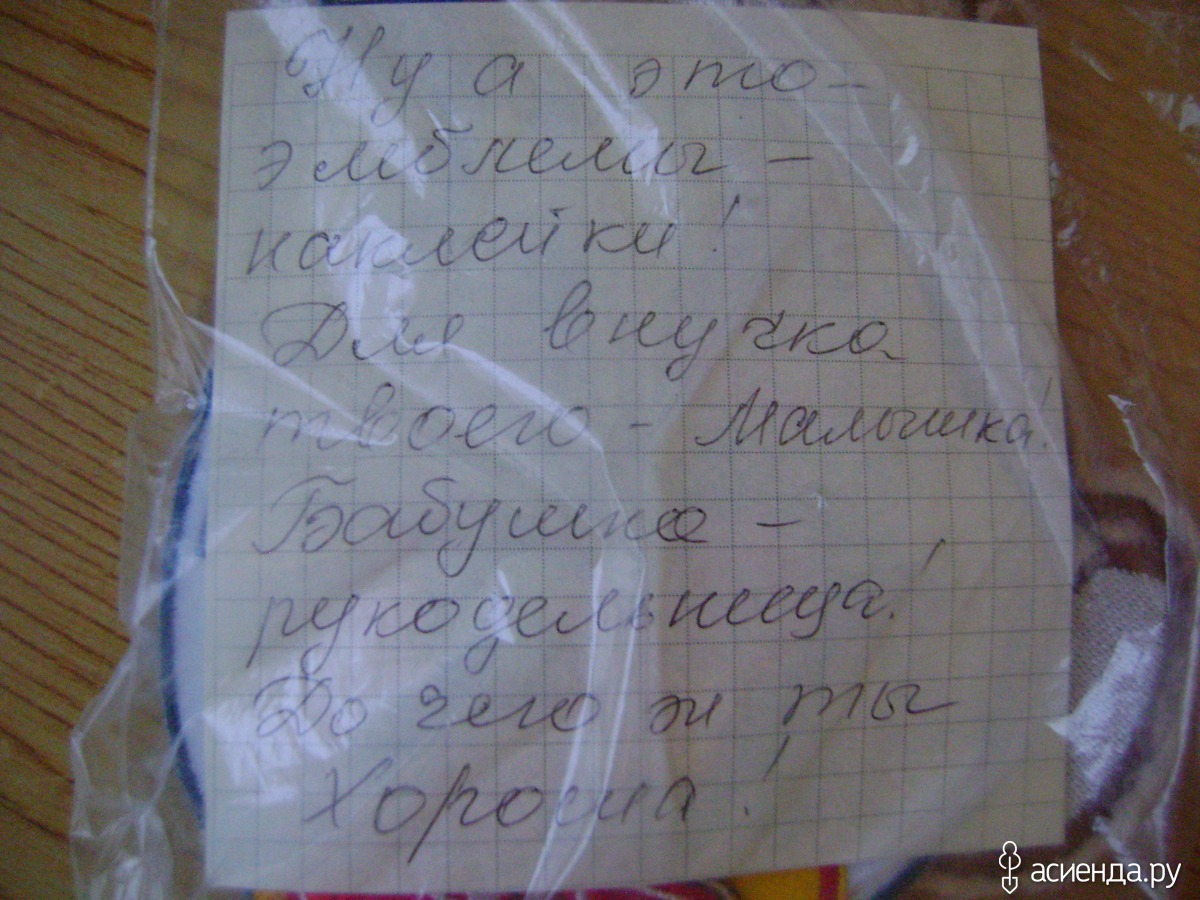 Ну а это-
эмблемы -
наклейки!
Для внучка
твоего - Малышка!
Бабушка -
рукодельница!
До чего ж ты
Хороша!
асиенда.ру